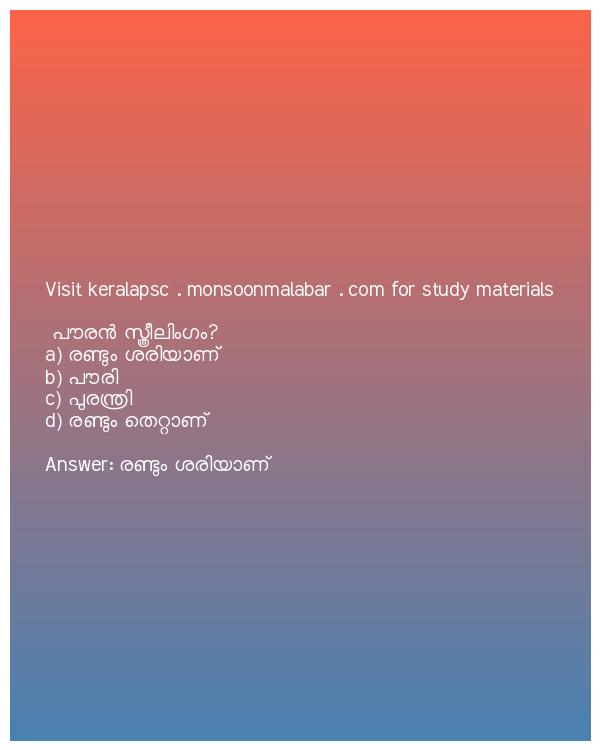 Visit keralapsc . monsoonmalabar . com for study materials
പൗരൻ സ്ത്രീലിംഗം?
a) രണ്ടും ശരിയാണ്
b) പൗരി
c) പുരന്ധ്രി
d) രണ്ടും തെറ്റാണ്
Answer: രണ്ടും ശരിയാണ്